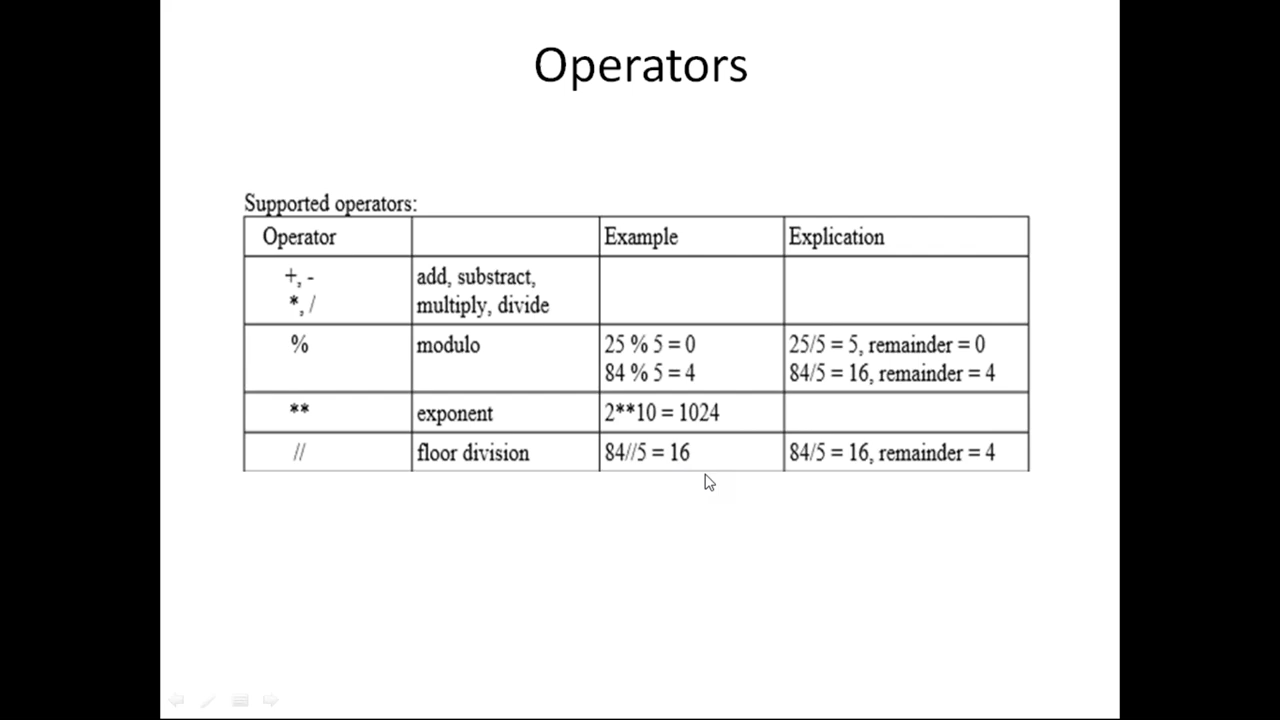 Operators
Supported operators:
Operator Example Explication
+, - add, substract,
*, / multiply, divide
% modulo 25 % 5 = 0 25/5 = 5, remainder = 0
84 % 5 = 4 84/5 = 16, remainder = 4
** exponent 2**10 = 1024
// floor division 84//5 = 16 84/5 = 16, remainder = 4